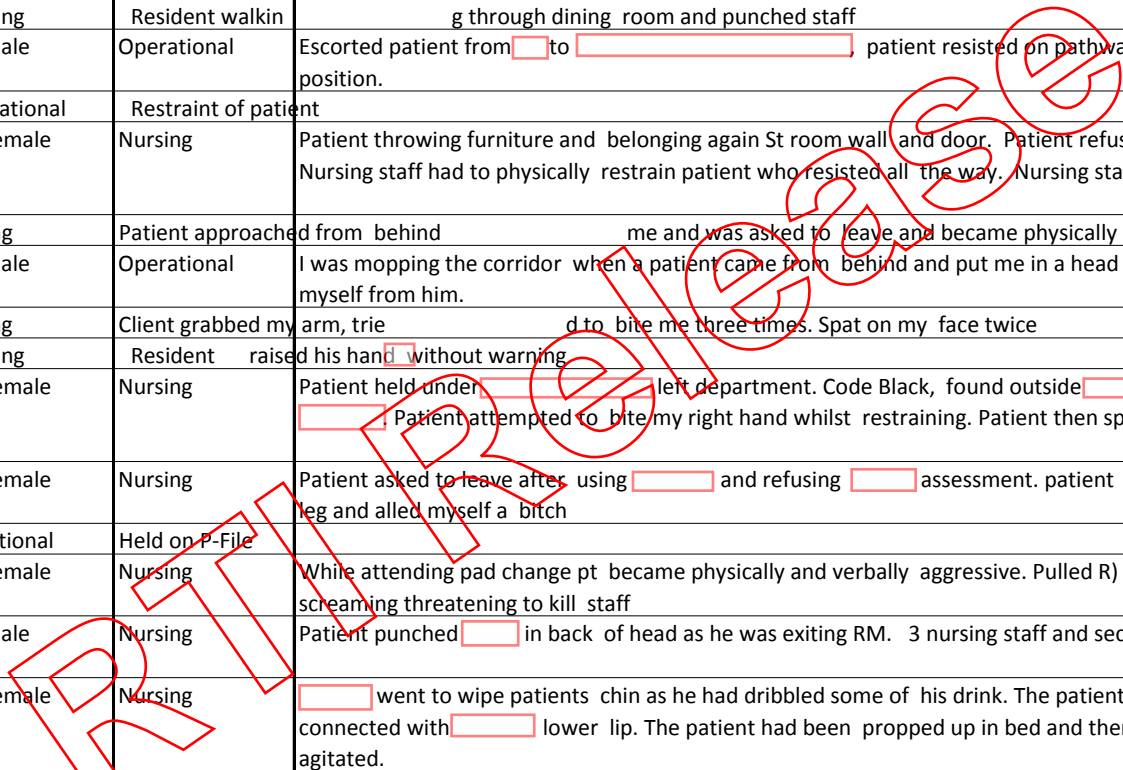 ng Resident walkin g through dining room and punched staff
ale Operational Escorted patient from to , patient resisted on pathwa
position.
ational Restraint of patient
emale Nursing Patient throwing furniture and belonging again St room wall and door. Patient refus
Nursing staff had to physically restrain patient who resisted all the way. Nursing sta
g Patient approached from behind me and was asked to leave and became physically
ale Operational I was mopping the corridor when a patient came from behind and put me in a head
myself from him.
g Client grabbed my arm, trie d to bite me three times. Spat on my face twice
ng Resident raised his hand without warning
emale Nursing Patient held under left department. Code Black, found outside
. Patient attempted to bite my right hand whilst restraining. Patient then sp
emale Nursing Patient asked to leave after using and refusing assessment. patient
leg and alled myself a bitch
tional Held on P-File
emale Nursing While attending pad change pt became physically and verbally aggressive. Pulled R)
screaming threatening to kill staff
ale Nursing Patient punched in back of head as he was exiting RM. 3 nursing staff and sec
emale Nursing went to wipe patients chin as he had dribbled some of his drink. The patient
connected with lower lip. The patient had been propped up in bed and then
agitated.
RTI Release